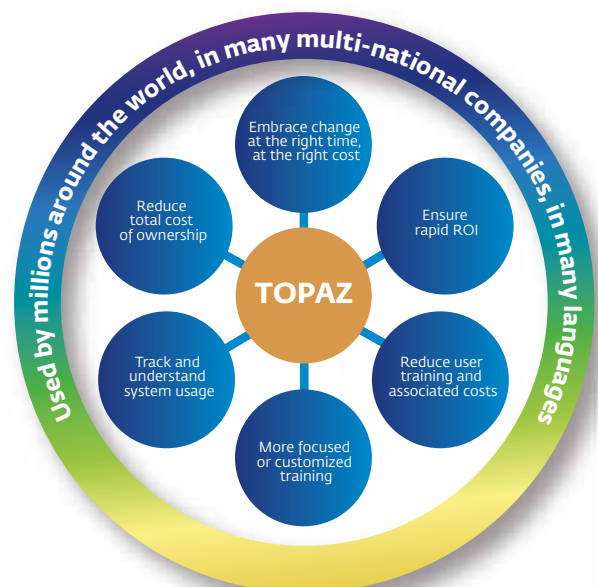 Used by millions around the world, in many multi-national companies, in many languages
Embrace change
at the right time,
at the right cost
Ensure
rapid ROI
Reduce user
training and
associated costs
More focused
or customized
training
Track and
understand
system usage
Reduce
total cost
of ownership
TOPAZ